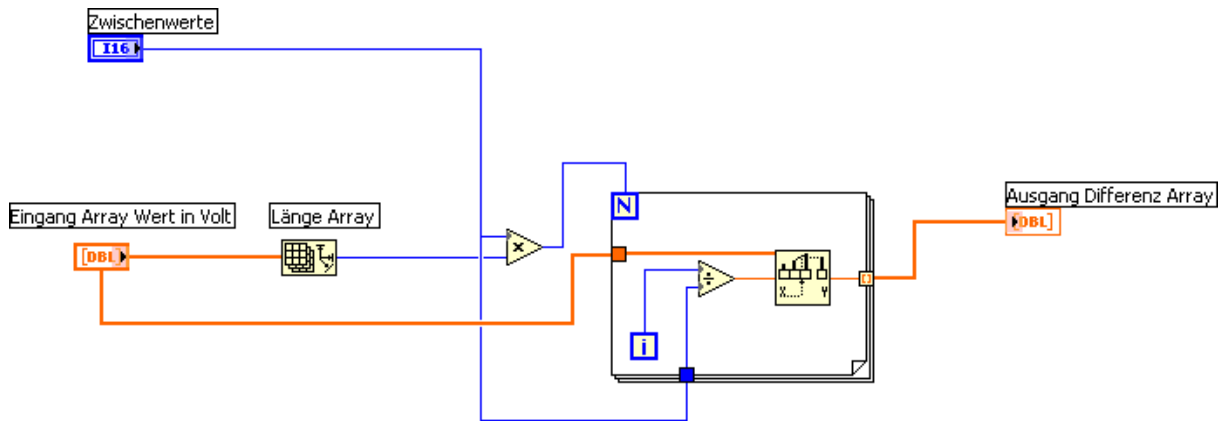 Zwischenwerte
I16
Eingang Array Wert in Volt
Länge Array
N
Ausgang Differenz Array
[DBL]
[DBL]
×
÷
i
X
Y